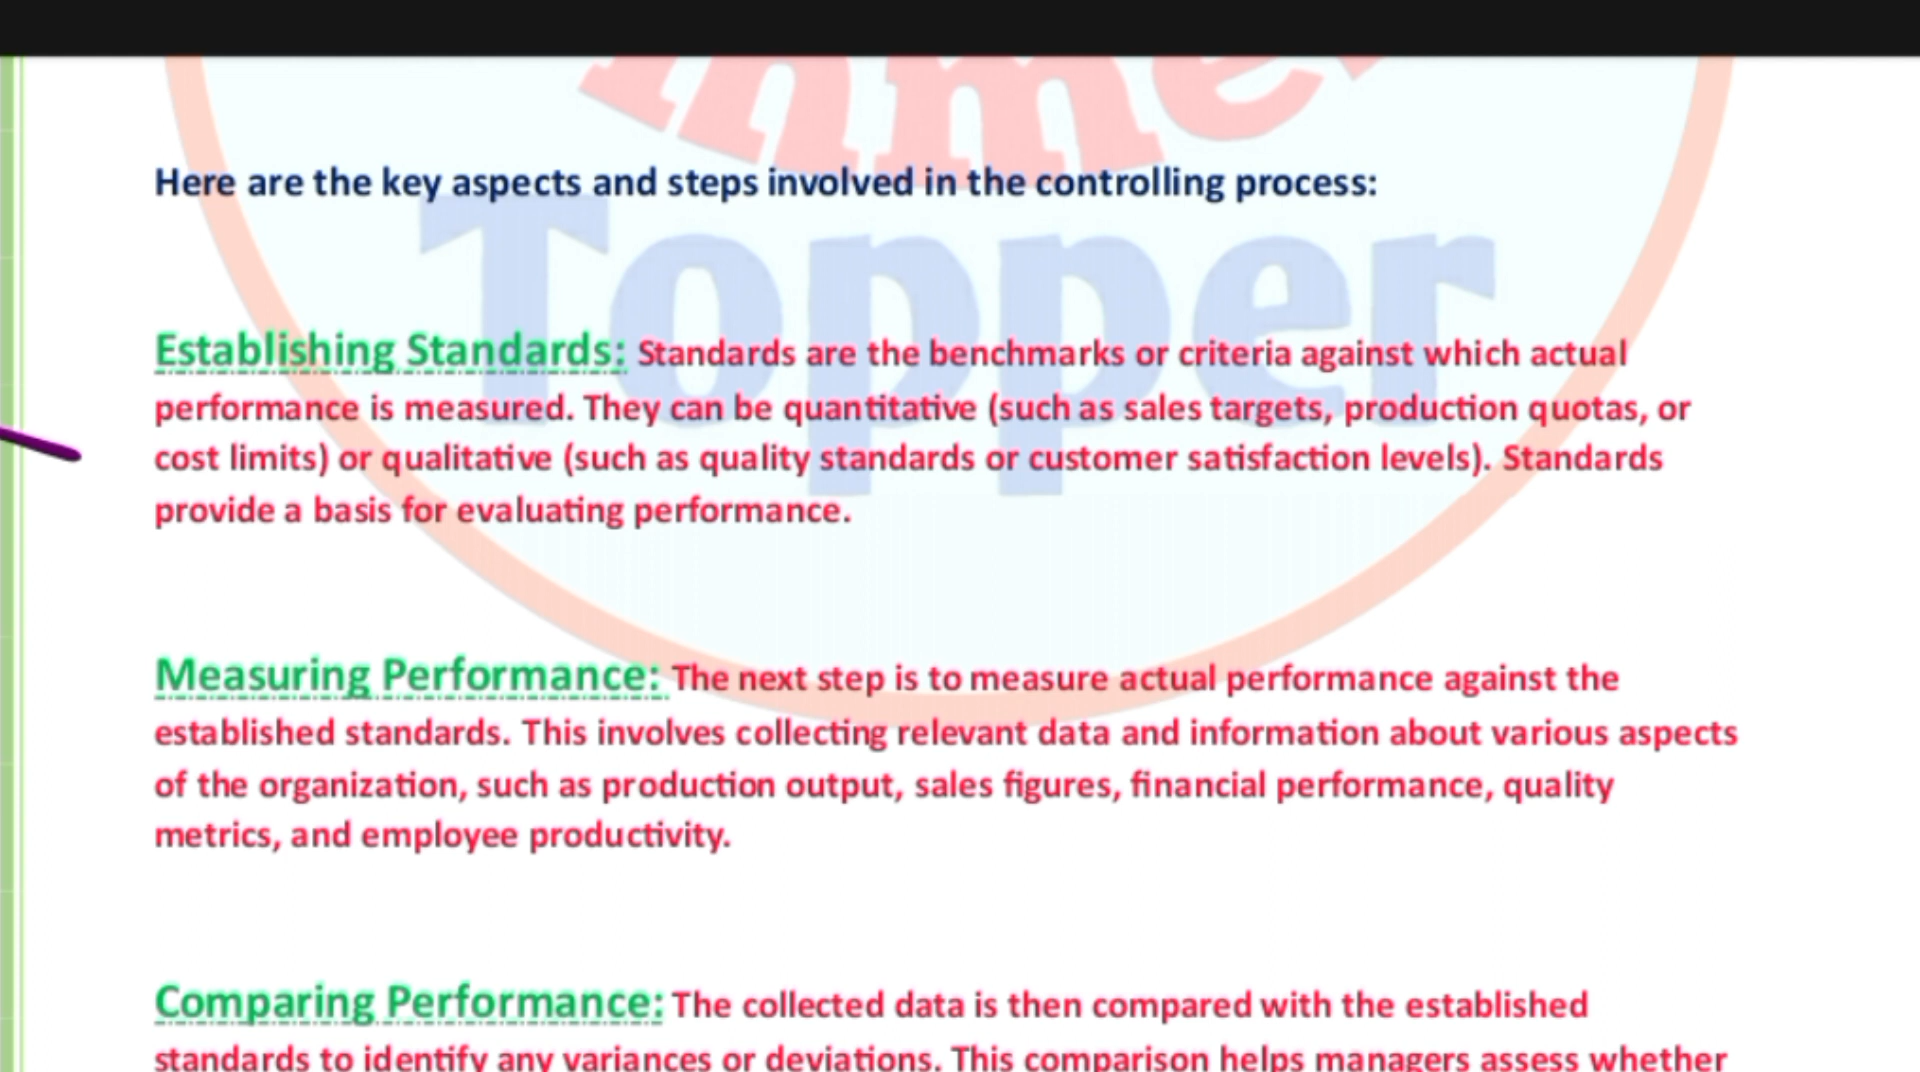 Here are the key aspects and steps involved in the controlling process:
Topper
Establishing Standards: Standards are the benchmarks or criteria against which actual
performance is measured. They can be quantitative (such as sales targets, production quotas, or
cost limits) or qualitative (such as quality standards or customer satisfaction levels). Standards
provide a basis for evaluating performance.
Measuring Performance: The next step is to measure actual performance against the
established standards. This involves collecting relevant data and information about various aspects
of the organization, such as production output, sales figures, financial performance, quality
metrics, and employee productivity.
Comparing Performance: The collected data is then compared with the established
standards to identify any variances or deviations. This comparison helps managers assess whether